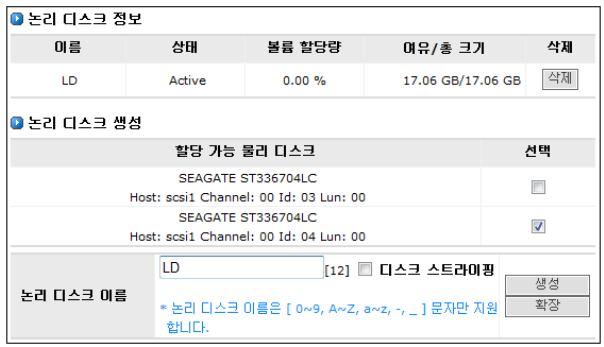 논리 디스크 정보
이름 상태 볼륨 할당량 여유/총 크기 삭제
LD Active 0.00 % 17.06 GB/17.06 GB 삭제
논리 디스크 생성
할당 가능 물리 디스크 선택
SEAGATE ST336704LC
Host: scsi1 Channel: 00 Id: 03 Lun: 00
SEAGATE ST336704LC
Host: scsi1 Channel: 00 Id: 04 Lun: 00
논리 디스크 이름
LD [12] 디스크 스트라이핑
* 논리 디스크 이름은 [ 0~9, A~Z, a~z, -, _ ] 문자만 지원
합니다.
생성
확장